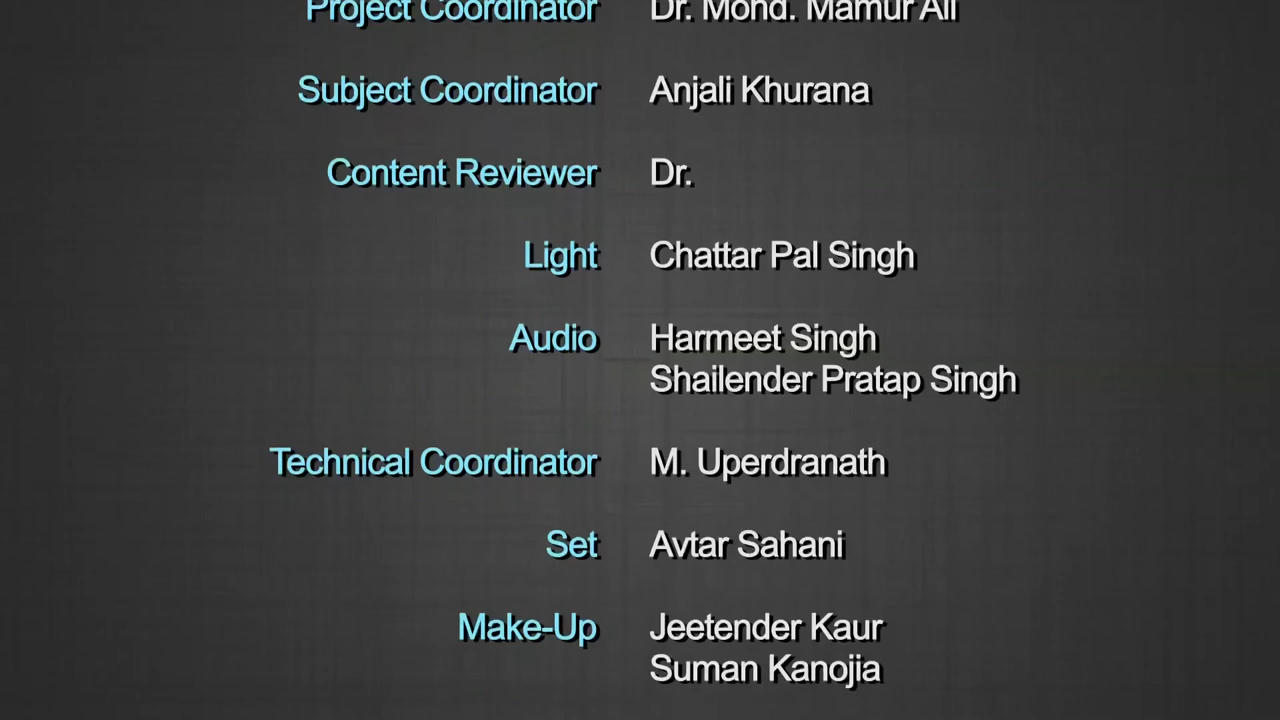 Project Coordinator Dr. Mohd. Mamur Ali
Subject Coordinator Anjali Khurana
Content Reviewer Dr.
Light Chattar Pal Singh
Audio Harmeet Singh
Shailender Pratap Singh
Technical Coordinator M. Uperdranath
Set Avtar Sahani
Make-Up Jeetender Kaur
Suman Kanojia